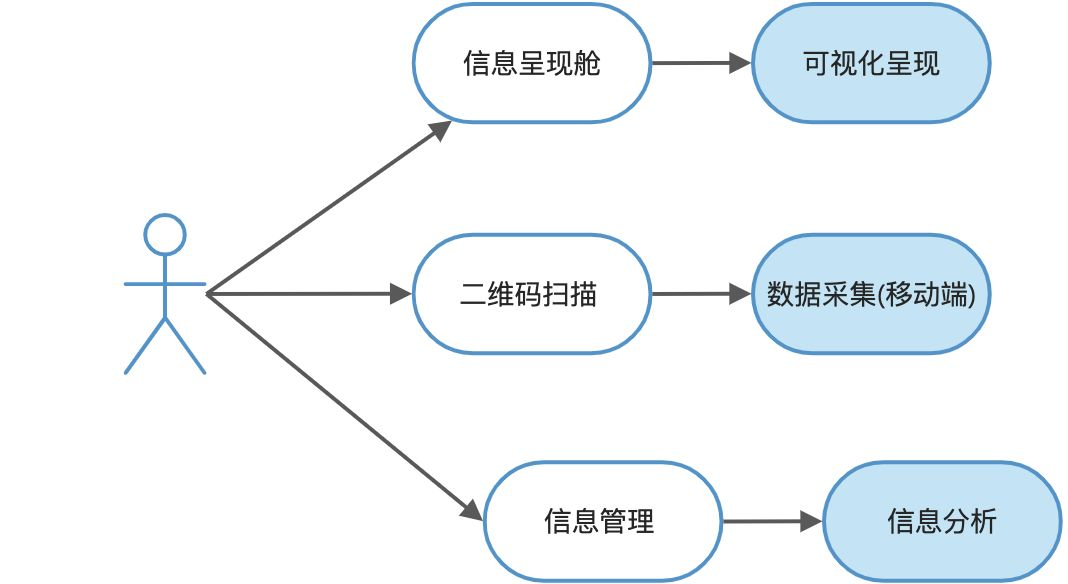 信息呈现舱
可视化呈现
二维码扫描
数据采集(移动端)
信息管理
信息分析